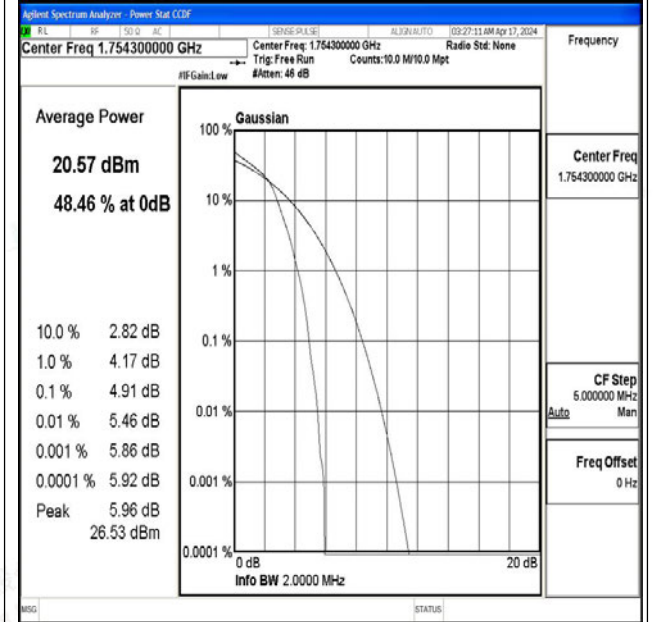 Agilent Spectrum Analyzer - Power Stat CCDF
RL RF 50 Ω AC SENSE:PULSE ALIGNAUTO 03:27:11 AM Apr 17, 2024
Center Freq 1.754300000 GHz
Center Freq: 1.754300000 GHz Radio Std: None
Trig: Free Run Counts:10.0 M/10.0 Mpt
#IFGain:Low #Atten: 46 dB
Frequency
Average Power
20.57 dBm
48.46 % at 0dB
10.0 % 2.82 dB
1.0 % 4.17 dB
0.1 % 4.91 dB
0.01 % 5.46 dB
0.001 % 5.86 dB
0.0001 % 5.92 dB
Peak 5.96 dB
26.53 dBm
Gaussian
100 %
10 %
1 %
0.1 %
0.01 %
0.001 %
0.0001 %
0 dB 20 dB
Info BW 2.0000 MHz
Center Freq
1.754300000 GHz
CF Step
5.000000 MHz
Auto Man
Freq Offset
0 Hz
MSG STATUS